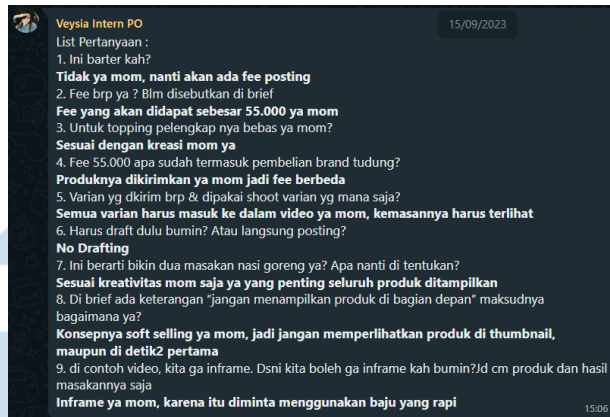 Veysia Intern PO
15/09/2023
List Pertanyaan :
1. Ini barter kah?
Tidak ya mom, nanti akan ada fee posting
2. Fee brp ya ? Blm disebutkan di brief
Fee yang akan didapat sebesar 55.000 ya mom
3. Untuk topping pelengkap nya bebas ya mom?
Sesuai dengan kreasi mom ya
4. Fee 55.000 apa sudah termasuk pembelian brand tudung?
Produknya dikirimkan ya mom jadi fee berbeda
5. Varian yg dkirim brp & dipakai shoot varian yg mana saja?
Semua varian harus masuk ke dalam video ya mom, kemasannya harus terlihat
6. Harus draft dulu bumin? Atau langsung posting?
No Drafting
7. Ini berarti bikin dua masakan nasi goreng ya? Apa nanti di tentukan?
Sesuai kreativitas mom saja ya yang penting seluruh produk ditampilkan
8. Di brief ada keterangan "jangan menampilkan produk di bagian depan" maksudnya
bagaimana ya?
Konsepnya soft selling ya mom, jadi jangan memperlihatkan produk di thumbnail,
maupun di detik2 pertama
9. di contoh video, kita ga inframe. Dsni kita boleh ga inframe kah bumin?Jd cm produk dan hasil
masakannya saja
Inframe ya mom, karena itu diminta menggunakan baju yang rapi
15:06